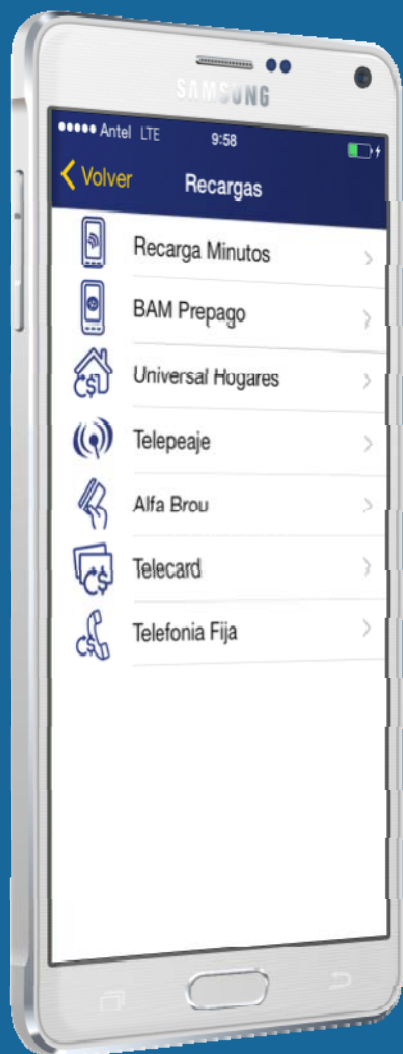 SAMSUNG
Antel LTE 9:58
Volver Recargas
Recarga Minutos
BAM Prepago
Universal Hogares
Telepeaje
Alfa Brou
Telecard
Telefonia Fija